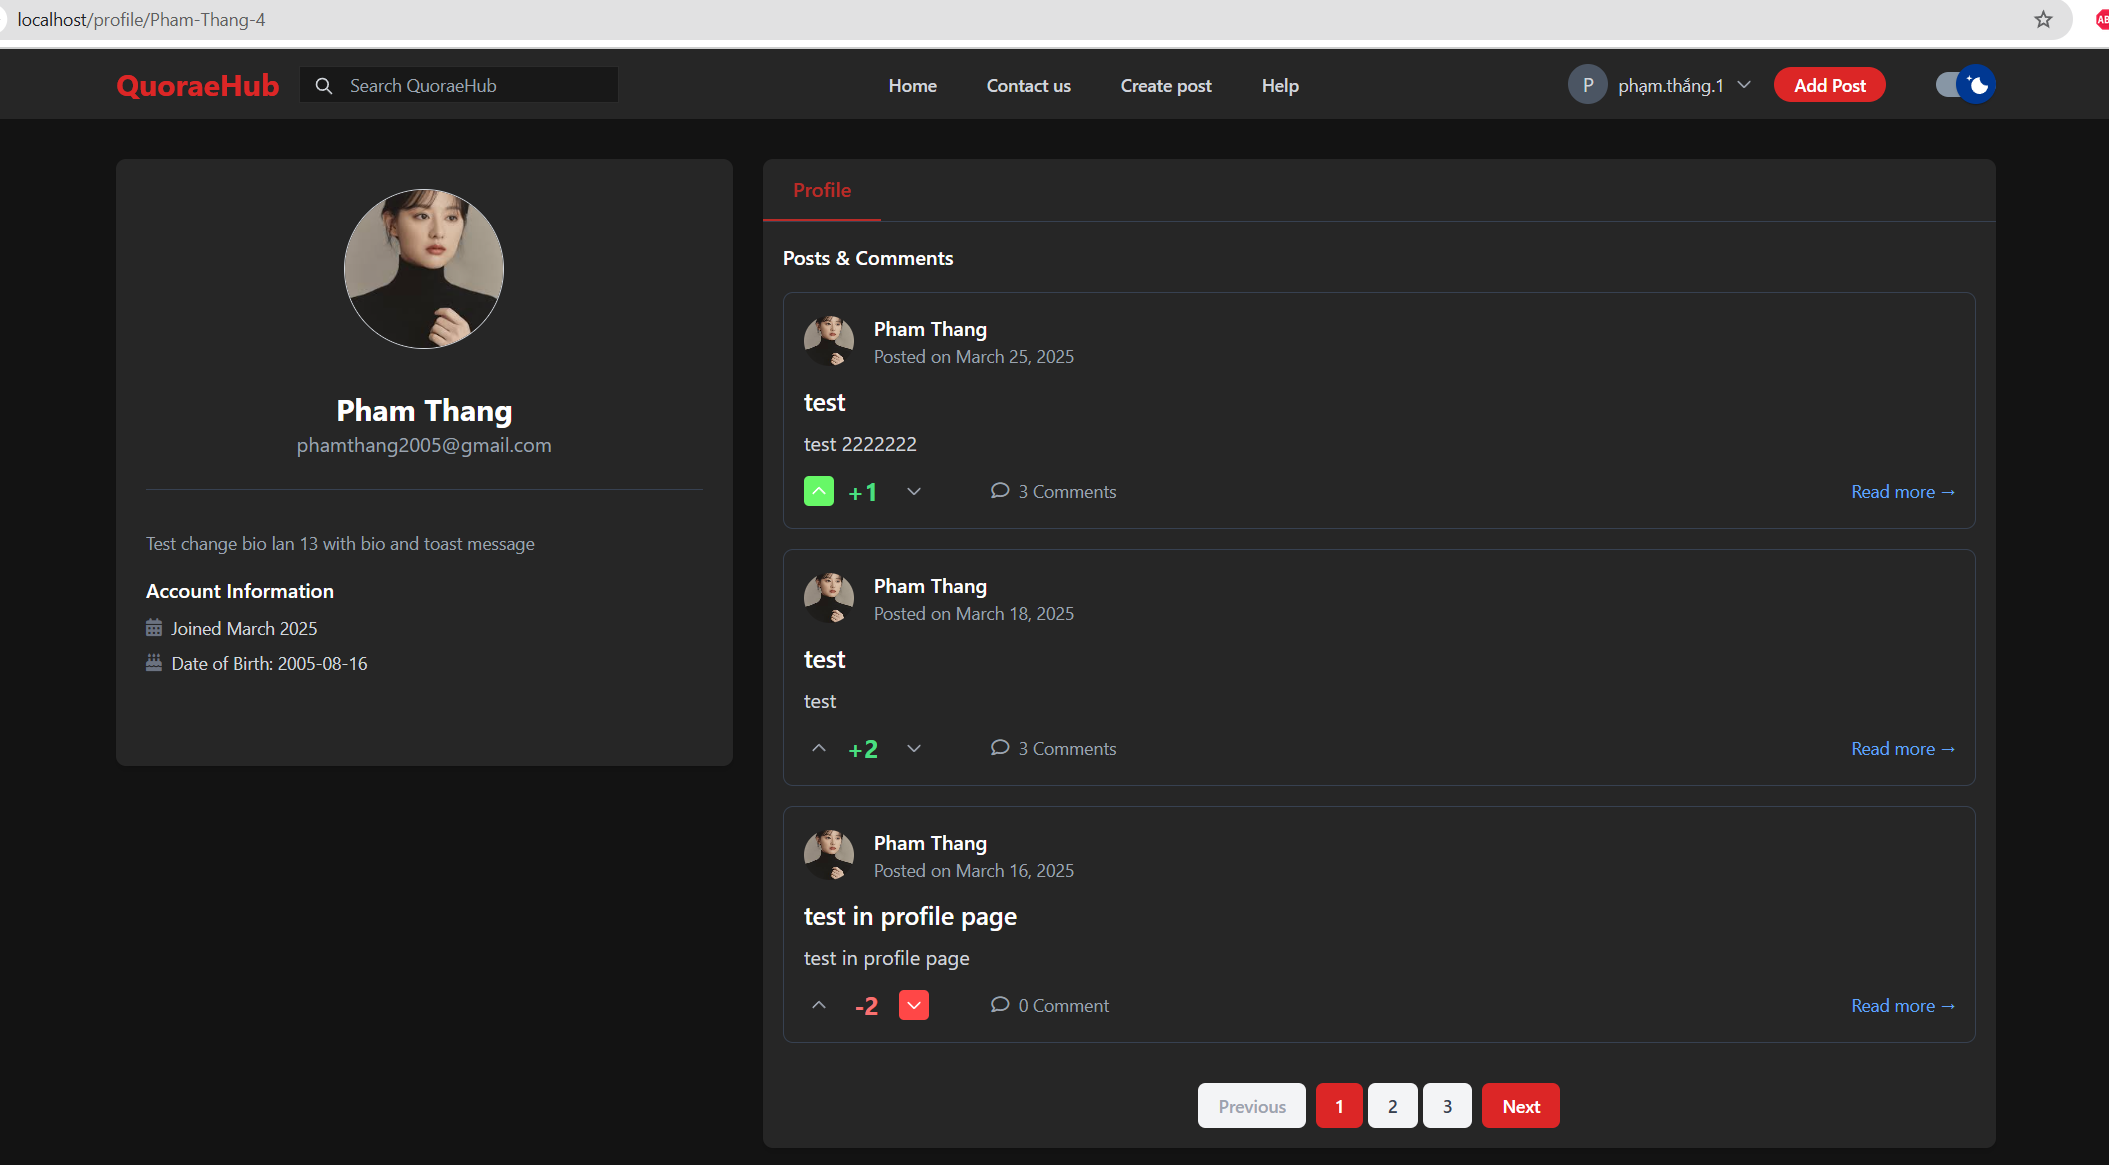 localhost/profile/Pham-Thang-4
AB
QuoraeHub
Search QuoraeHub
Home
Contact us
Create post
Help
P
phạm.thắng.1
Add Post
Pham Thang
phamthang2005@gmail.com
Test change bio lan 13 with bio and toast message
Account Information
Joined March 2025
Date of Birth: 2005-08-16
Profile
Posts & Comments
Pham Thang
Posted on March 25, 2025
test
test 2222222
+1
3 Comments
Read more →
Pham Thang
Posted on March 18, 2025
test
test
+2
3 Comments
Read more →
Pham Thang
Posted on March 16, 2025
test in profile page
test in profile page
-2
0 Comment
Read more →
Previous
1
2
3
Next